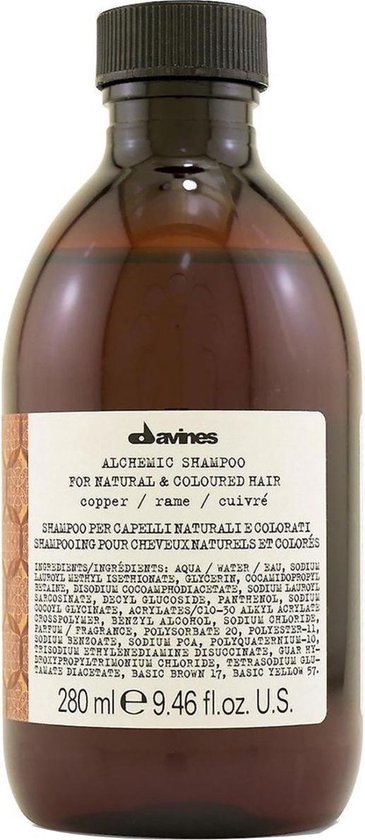 davines
ALCHEMIC SHAMPOO
FOR NATURAL & COLOURED HAIR
copper / rame / cuivré
SHAMPOO PER CAPELLI NATURALI E COLORATI
SHAMPOOING POUR CHEVEUX NATURELS ET COLORÉS
INGREDIENTS/INGRÉDIENTS: AQUA / WATER / EAU, SODIUM
LAUROYL METHYL ISETHIONATE, GLYCERIN, COCAMIDOPROPYL
BETAINE, DISODIUM COCOAMPHODIACETATE, SODIUM LAUROYL
SARCOSINATE, DECYL GLUCOSIDE, PANTHENOL, SODIUM
COCOYL GLYCINATE, ACRYLATES/C10-30 ALKYL ACRYLATE
CROSSPOLYMER, BENZYL ALCOHOL, SODIUM CHLORIDE,
PARFUM / FRAGRANCE, POLYSORBATE 20, POLYESTER-11,
SODIUM BENZOATE, SODIUM PCA, POLYQUATERNIUM-10,
TRISODIUM ETHYLENEDIAMINE DISUCCINATE, GUAR HY-
DROXYPROPYLTRIMONIUM CHLORIDE, TETRASODIUM GLU-
TAMATE DIACETATE, BASIC BROWN 17, BASIC YELLOW 57.
280 ml ℮ 9.46 fl.oz. U.S.